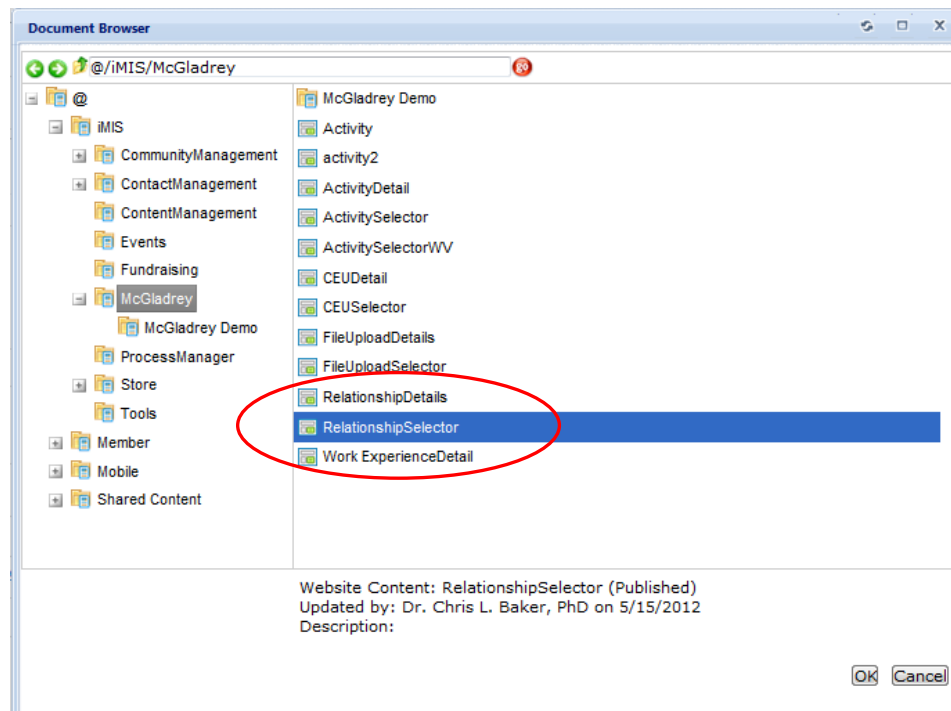 Document Browser
@/iMIS/McGladrey
go
@
iMIS
CommunityManagement
ContactManagement
ContentManagement
Events
Fundraising
McGladrey
McGladrey Demo
ProcessManager
Store
Tools
Member
Mobile
Shared Content
McGladrey Demo
Activity
activity2
ActivityDetail
ActivitySelector
ActivitySelectorWV
CEUDetail
CEUSelector
FileUploadDetails
FileUploadSelector
RelationshipDetails
RelationshipSelector
Work ExperienceDetail
Website Content: RelationshipSelector (Published)
Updated by: Dr. Chris L. Baker, PhD on 5/15/2012
Description:
OK Cancel